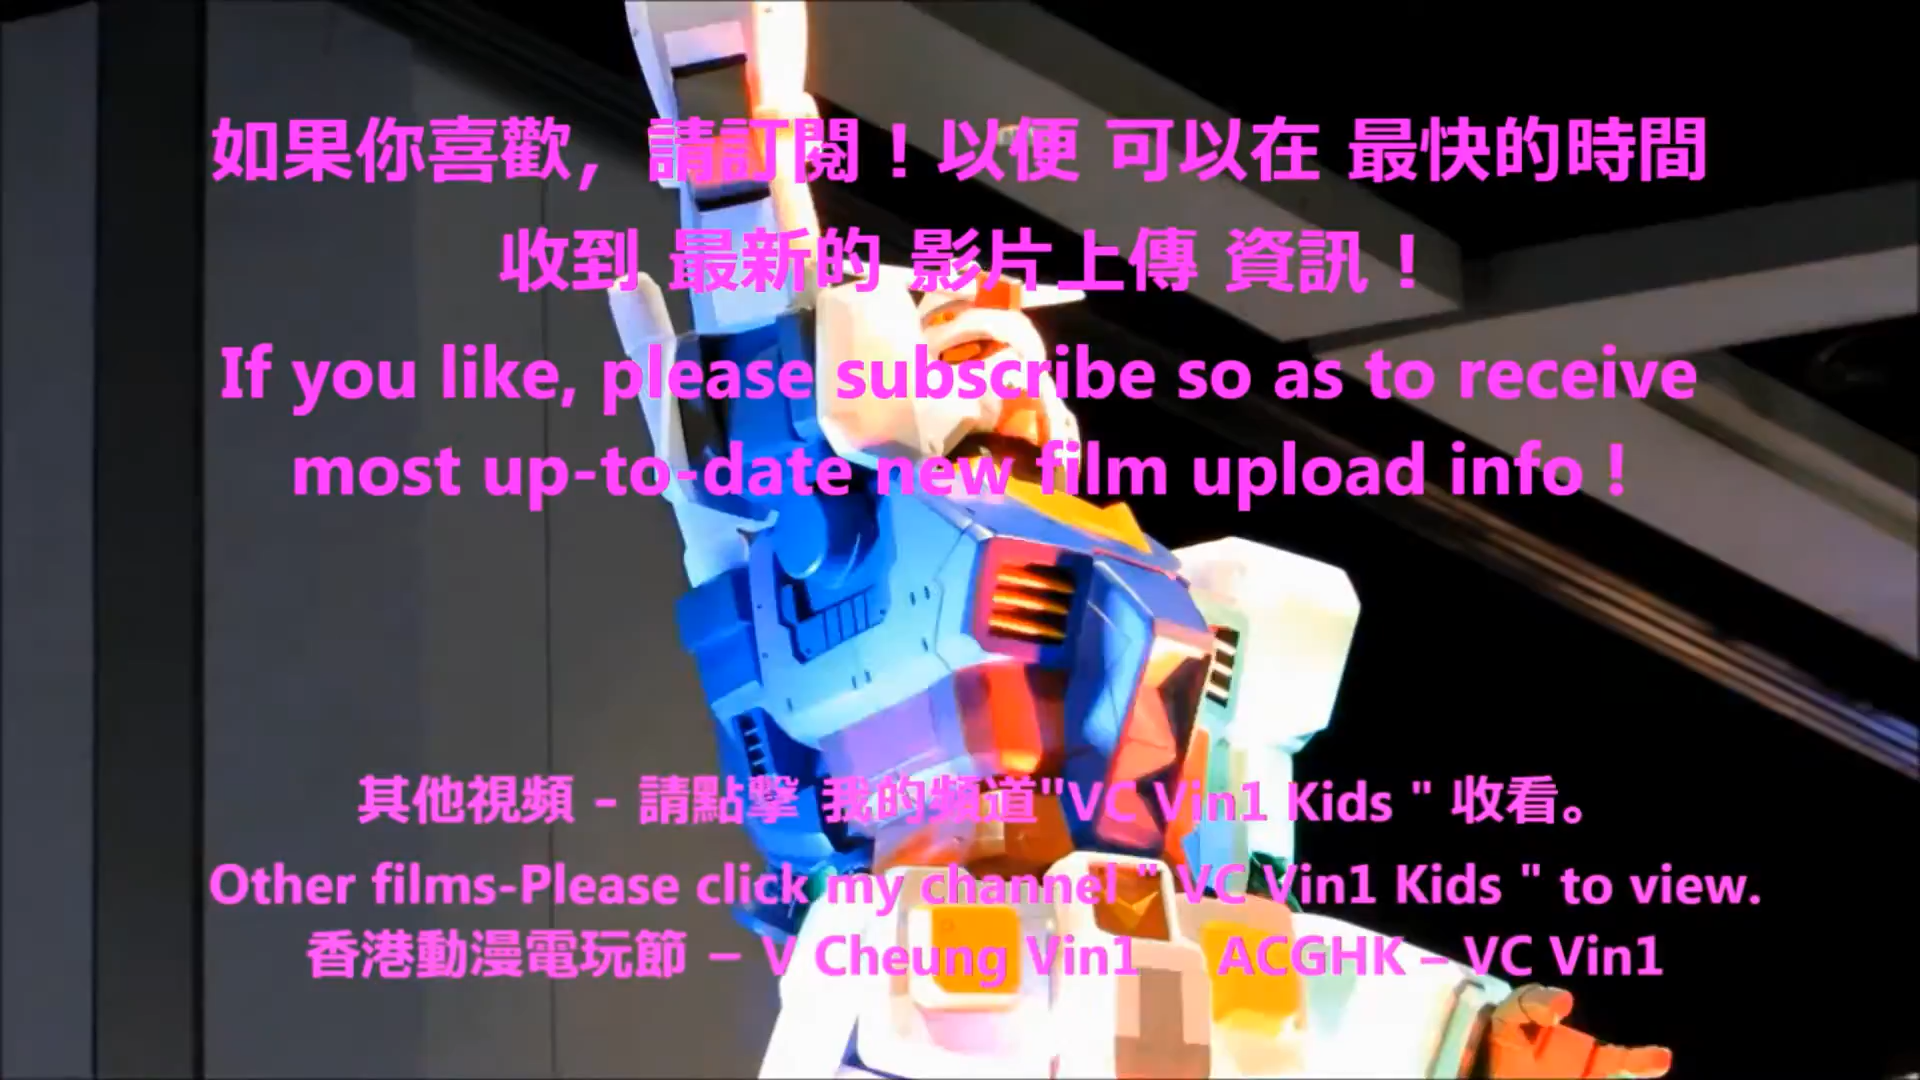 如果你喜歡，請訂閱！以便 可以在 最快的時間
收到 最新的 影片上傳 資訊！
If you like, please subscribe so as to receive
most up-to-date new film upload info !
其他視頻 - 請點擊 我的頻道"VC Vin1 Kids " 收看。
Other films-Please click my channel " VC Vin1 Kids " to view.
香港動漫電玩節 – V Cheung Vin1 ACGHK – VC Vin1